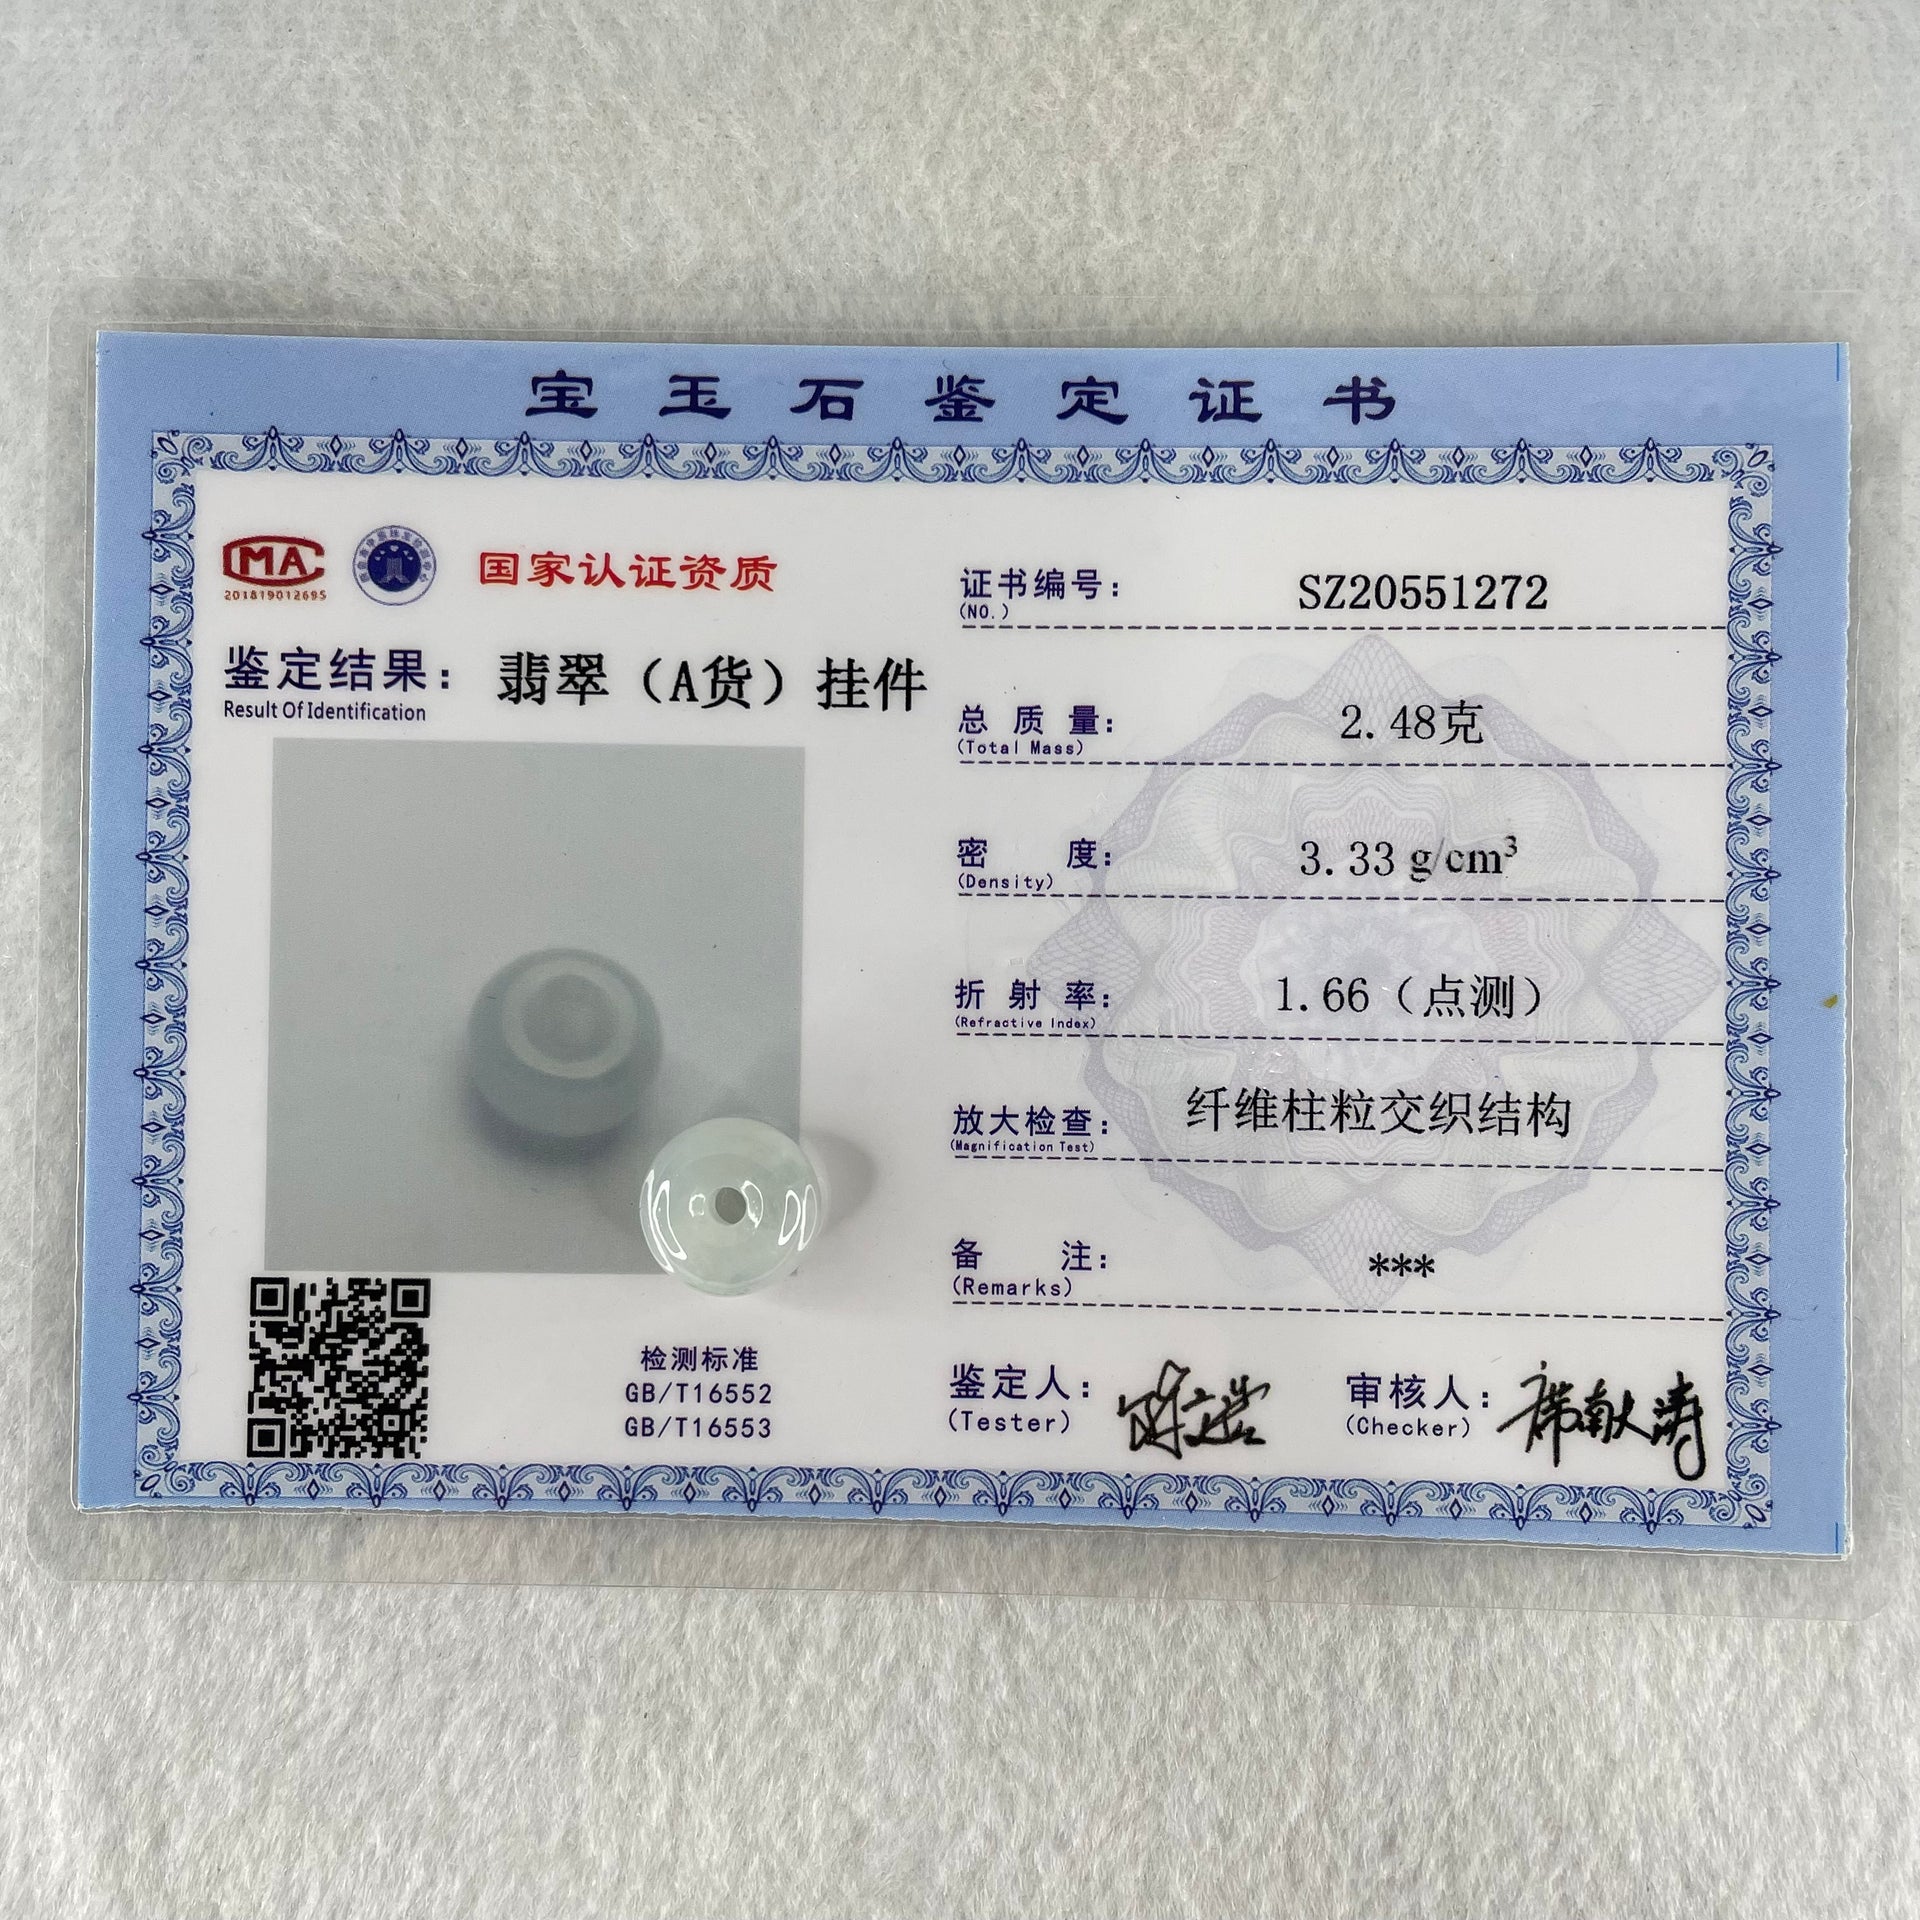 宝玉石鉴定证书
CMA
201819012695
国家认证资质
鉴定结果：翡翠（A货）挂件
Result Of Identification
检测标准
GB/T16552
GB/T16553
证书编号： SZ20551272
(NO.)
总质量： 2.48克
(Total Mass)
密度： 3.33 g/cm³
(Density)
折射率： 1.66（点测）
(Refractive Index)
放大检查： 纤维柱粒交织结构
(Magnification Test)
备注： ***
(Remarks)
鉴定人：
(Tester)
审核人：
(Checker)